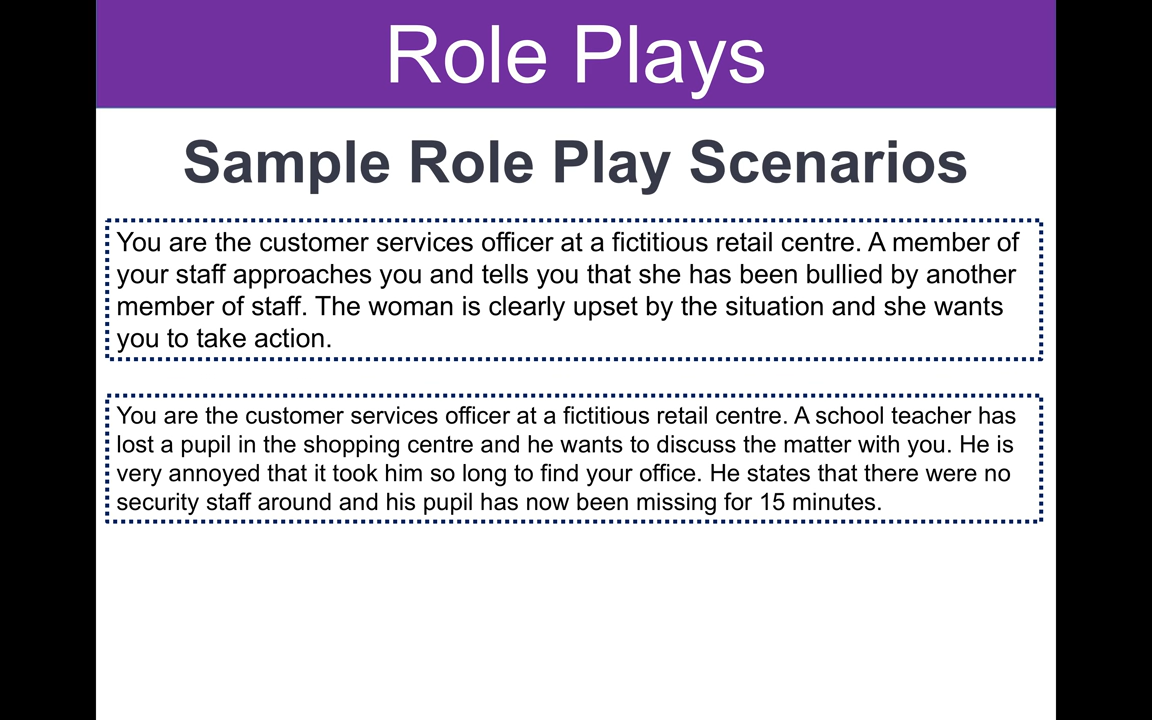 Role Plays
Sample Role Play Scenarios
You are the customer services officer at a fictitious retail centre. A member of
your staff approaches you and tells you that she has been bullied by another
member of staff. The woman is clearly upset by the situation and she wants
you to take action.
You are the customer services officer at a fictitious retail centre. A school teacher has
lost a pupil in the shopping centre and he wants to discuss the matter with you. He is
very annoyed that it took him so long to find your office. He states that there were no
security staff around and his pupil has now been missing for 15 minutes.